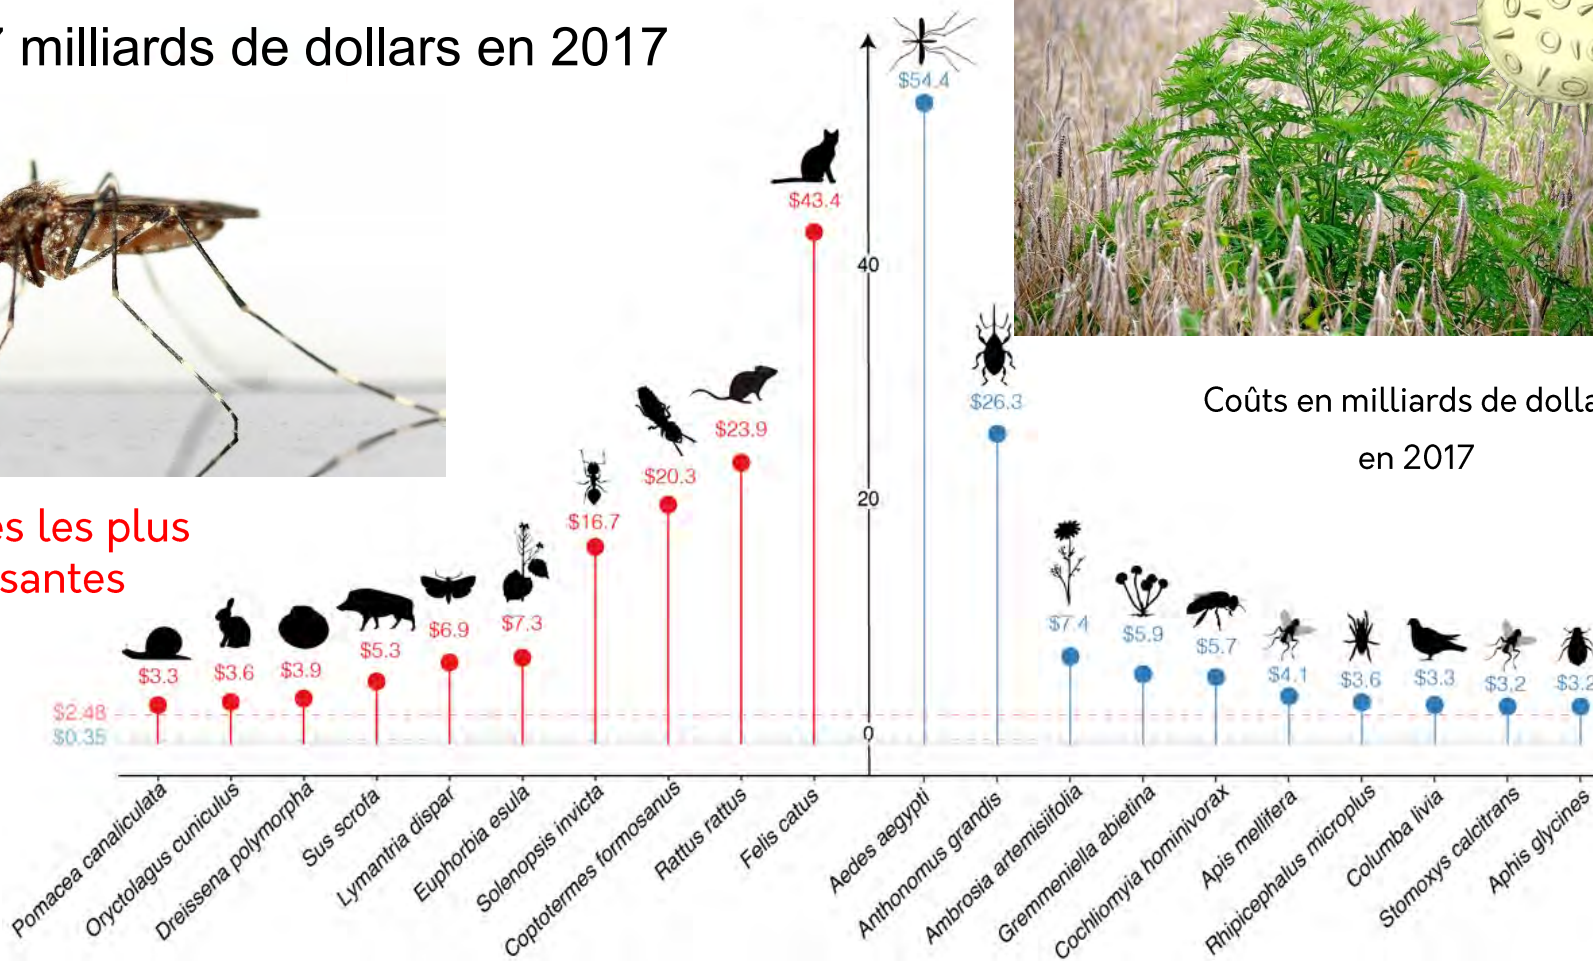 7 milliards de dollars en 2017
$54.4
$43.4
40
$26.3
Coûts en milliards de dolla
en 2017
$23.9
$20.3
20
$16.7
es les plus
santes
$7.3
$6.9
$5.3
$3.9
$3.6
$3.3
$7.4
$5.9
$5.7
$4.1
$3.6
$3.3
$3.2
$3.2
$2.48
$0.35
0
Pomacea canaliculata
Oryctolagus cuniculus
Dreissena polymorpha
Sus scrofa
Lymantria dispar
Euphorbia esula
Solenopsis invicta
Coptotermes formosanus
Rattus rattus
Felis catus
Aedes aegypti
Anthonomus grandis
Ambrosia artemisiifolia
Gremmeniella abietina
Cochliomyia hominivorax
Apis mellifera
Rhipicephalus microplus
Columba livia
Stomoxys calcitrans
Aphis glycines